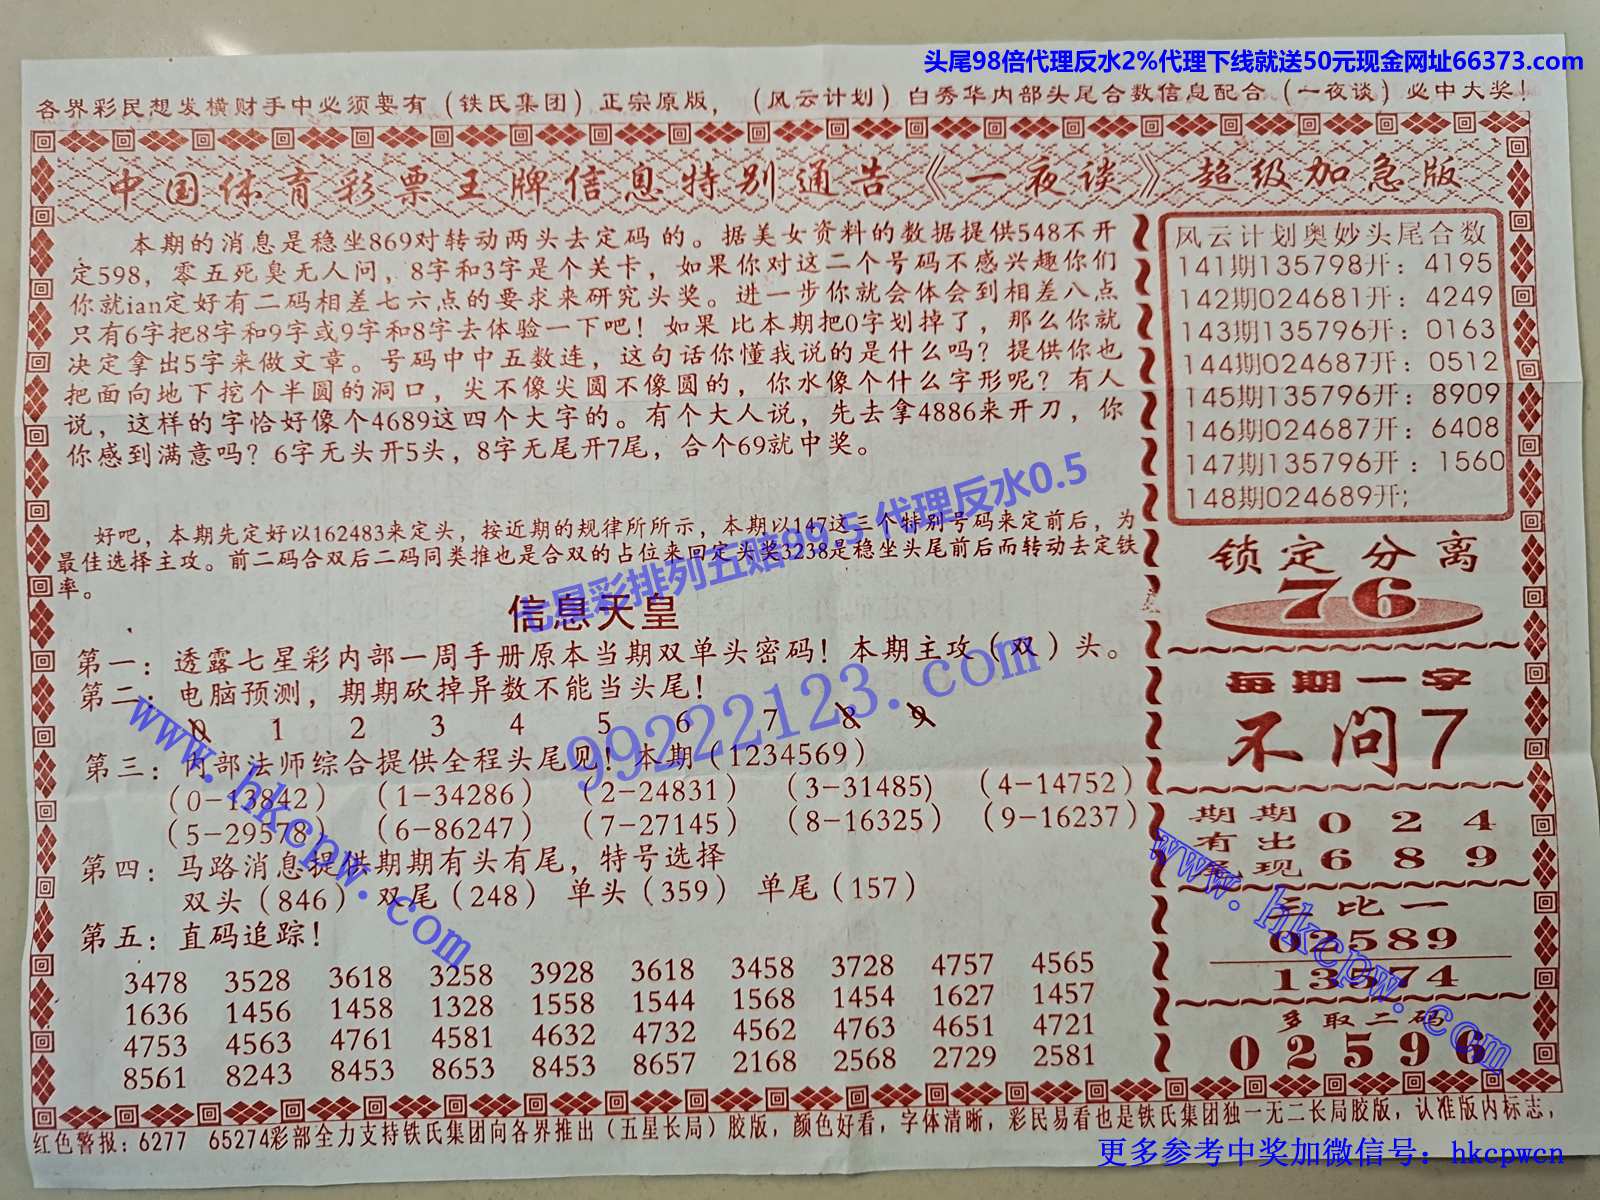 头尾98倍代理反水2%代理下线就送50元现金网址66373.com
各界彩民想发横财手中必须要有（铁氏集团）正宗原版，（风云计划）白秀华内部头尾合数信息配合（一夜谈）必中大奖！
中国体育彩票王牌信息特别通告《一夜谈》超级加急版
本期的消息是稳坐869对转动两头去定码的。据美女资料的数据提供548不开
定598，零五死臭无人问，8字和3字是个关卡，如果你对这二个号码不感兴趣你们
你就ian定好有二码相差七六点的要求来研究头奖。进一步你就会体会到相差八点
只有6字把8字和9字或9字和8字去体验一下吧！如果比本期把0字划掉了，那么你就
决定拿出5字来做文章。号码中中五数连，这句话你懂我说的是什么吗？提供你也
把面向地下挖个半圆的洞口，尖不像尖圆不像圆的，你水像个什么字形呢？有人
说，这样的字恰好像个4689这四个大字的。有个大人说，先去拿4886来开刀，你
你感到满意吗？6字无头开5头，8字无尾开7尾，合个69就中奖。
好吧，本期先定好以162483来定头，按近期的规律所所示，本期以147这三个特别号码来定前后，为
最佳选择主攻。前二码合双后二码同类推也是合双的占位来回定头奖3238是稳坐头尾前后而转动去定铁
率。
七星彩排列五赔99.5 代理反水0.5
信息天皇
第一：透露七星彩内部一周手册原本当期双单头密码！本期主攻（双）头。
第二：电脑预测，期期砍掉异数不能当头尾！
0 1 2 3 4 5 6 7 8 9
第三：内部法师综合提供全程头尾见！本期（1234569）
（0-13842） （1-34286） （2-24831） （3-31485) （4-14752）
（5-29578） （6-86247） （7-27145） （8-16325） （9-16237）
第四：马路消息提供期期有头有尾，特号选择
双头（846） 双尾（248） 单头（359） 单尾（157）
第五：直码追踪！
3478 3528 3618 3258 3928 3618 3458 3728 4757 4565
1636 1456 1458 1328 1558 1544 1568 1454 1627 1457
4753 4563 4761 4581 4632 4732 4562 4763 4651 4721
8561 8243 8453 8653 8453 8657 2168 2568 2729 2581
99222123.com
www.hkcpw.com
风云计划奥妙头尾合数
141期135798开：4195
142期024681开：4249
143期135796开：0163
144期024687开：0512
145期135796开：8909
146期024687开：6408
147期135796开：1560
148期024689开;
锁定分离
76
每期一字
不问7
期期 0 2 4
有出
尾现 6 8 9
三比一
02589
13574
多取二码
02596
www.hkcpw.com
红色警报：6277 65274彩部全力支持铁氏集团向各界推出（五星长局）胶版，颜色好看，字体清晰，彩民易看也是铁氏集团独一无二长局胶版，认准版内标志，
更多参考中奖加微信号：hkcpwcn